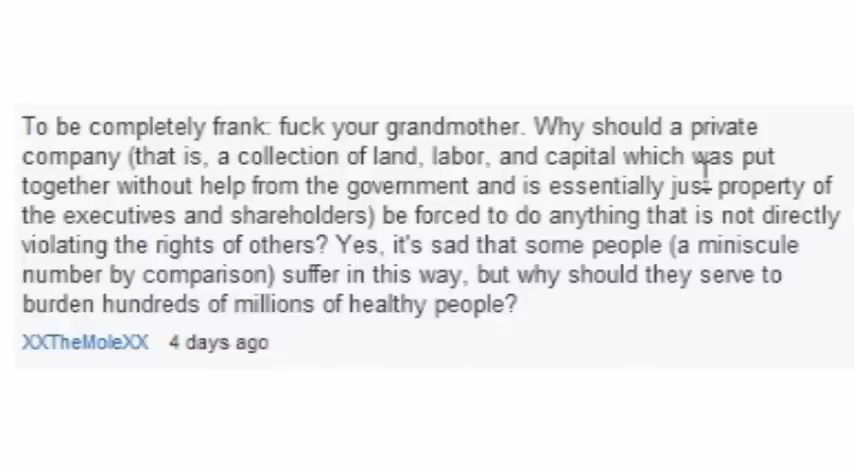 To be completely frank: fuck your grandmother. Why should a private
company (that is, a collection of land, labor, and capital which was put
together without help from the government and is essentially just property of
the executives and shareholders) be forced to do anything that is not directly
violating the rights of others? Yes, it's sad that some people (a miniscule
number by comparison) suffer in this way, but why should they serve to
burden hundreds of millions of healthy people?
XXTheMoleXX 4 days ago